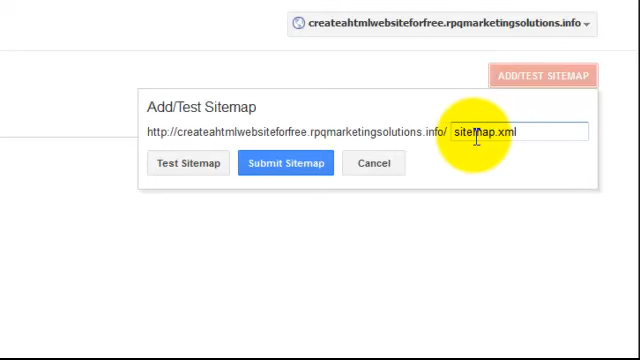 createahtmlwebsiteforfree.rpqmarketingsolutions.info
ADD/TEST SITEMAP
Add/Test Sitemap
http://createahtmlwebsiteforfree.rpqmarketingsolutions.info/ sitemap.xml
Test Sitemap Submit Sitemap Cancel